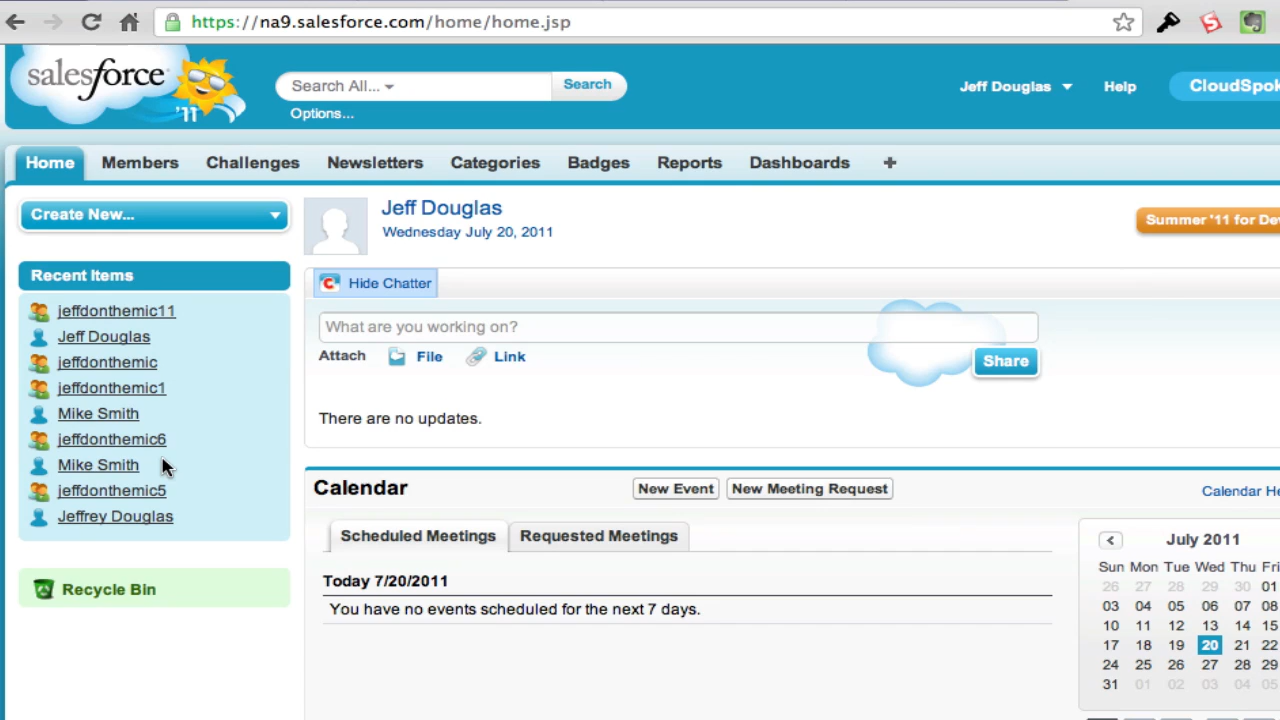 https://na9.salesforce.com/home/home.jsp
salesforce
'11
Search All...
Search
Options...
Jeff Douglas
Help
Home
Members
Challenges
Newsletters
Categories
Badges
Reports
Dashboards
+
Create New...
Recent Items
jeffdonthemic11
Jeff Douglas
jeffdonthemic
jeffdonthemic1
Mike Smith
jeffdonthemic6
Mike Smith
jeffdonthemic5
Jeffrey Douglas
Recycle Bin
Jeff Douglas
Wednesday July 20, 2011
Summer '11 for
Hide Chatter
What are you working on?
Attach File Link
Share
There are no updates.
Calendar
New Event
New Meeting Request
Calendar
Scheduled Meetings
Requested Meetings
Today 7/20/2011
You have no events scheduled for the next 7 days.
July 2011
Sun Mon Tue Wed Thu Fri
26 27 28 29 30 01
03 04 05 06 07 08
10 11 12 13 14 15
17 18 19 20 21 22
24 25 26 27 28 29
31 01 02 03 04 05